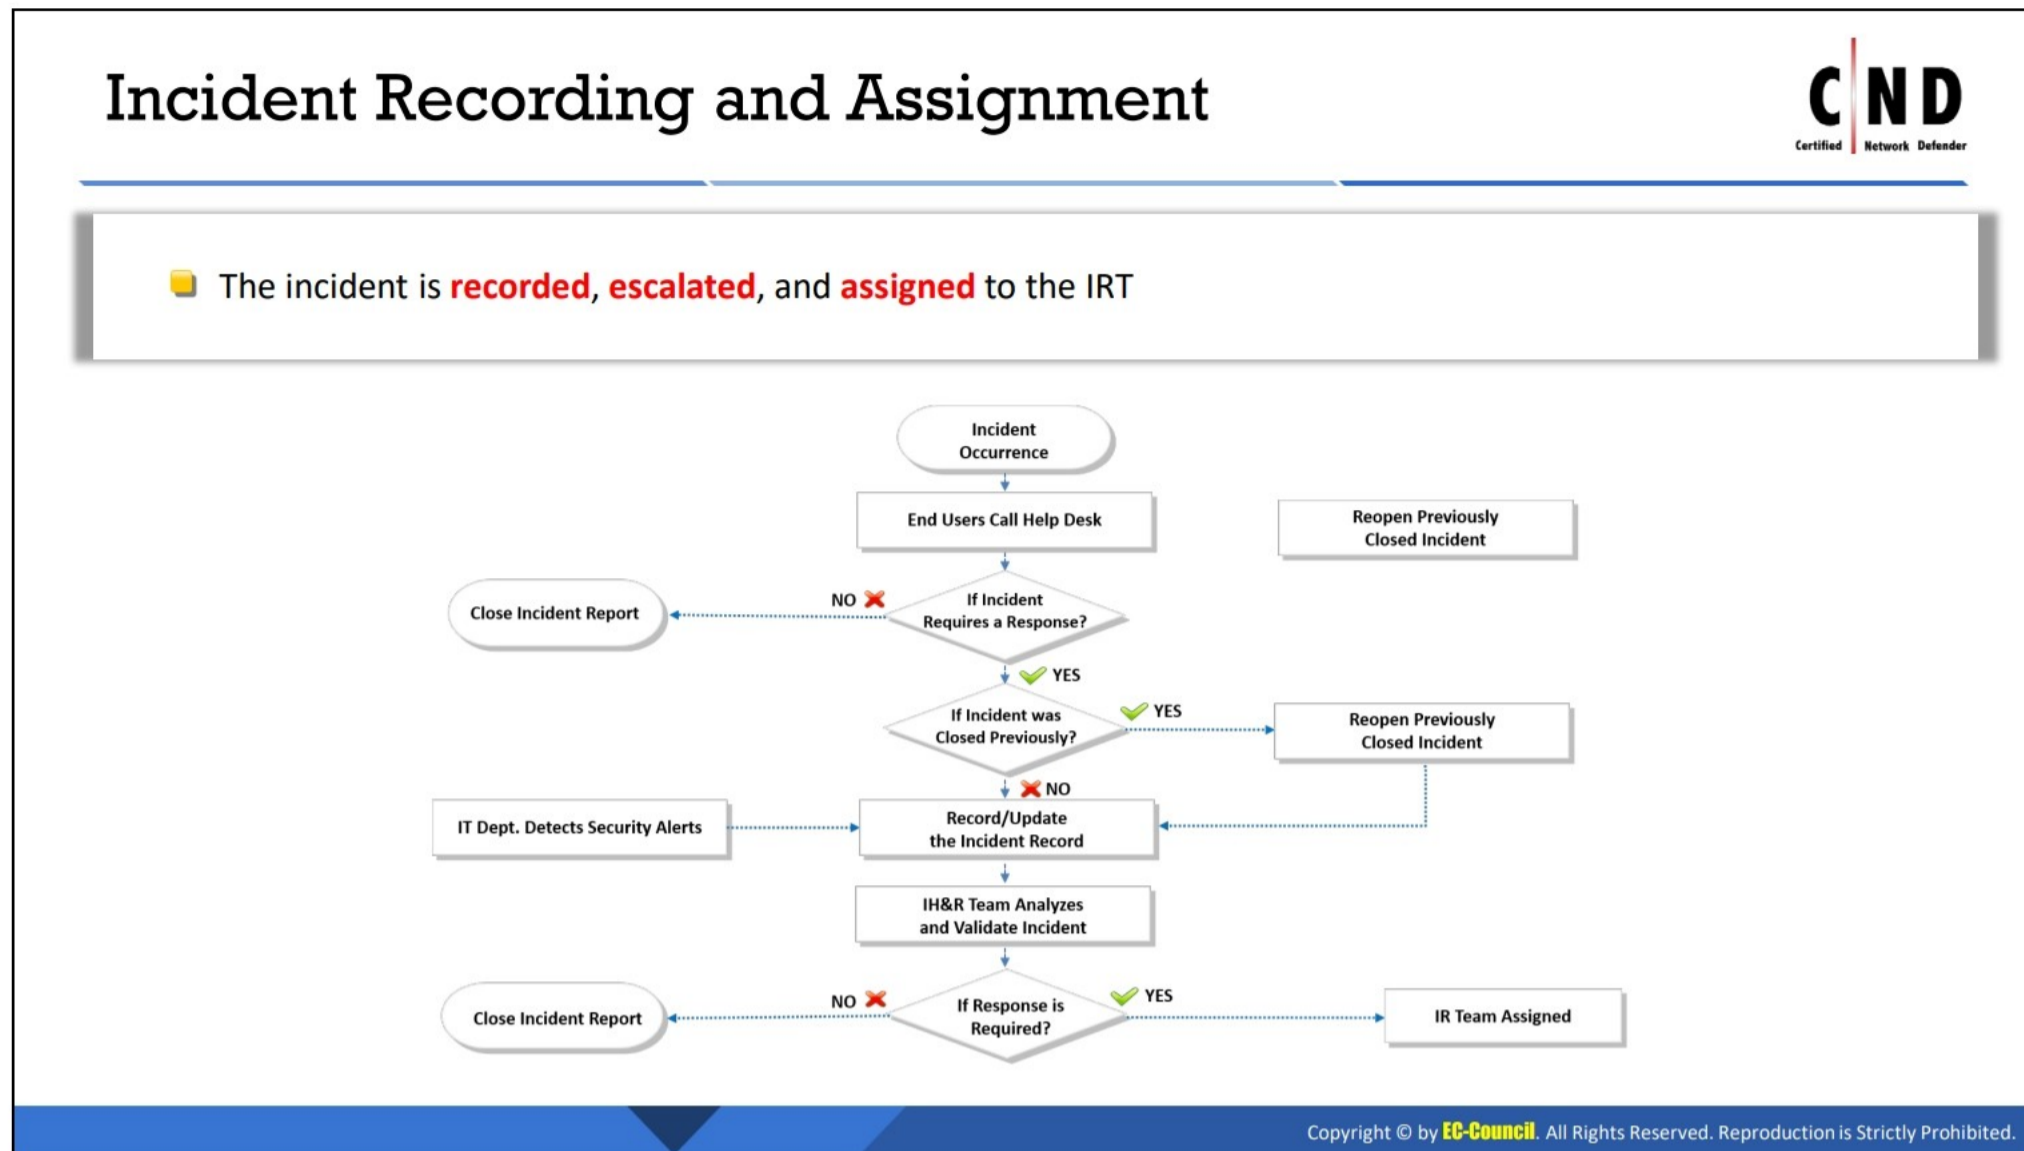 Incident Recording and Assignment
C ND
Certified Network Defender
The incident is recorded, escalated, and assigned to the IRT
Incident
Occurrence
End Users Call Help Desk
Reopen Previously
Closed Incident
If Incident
Requires a Response?
NO
Close Incident Report
YES
If Incident was
Closed Previously?
YES
Reopen Previously
Closed Incident
NO
IT Dept. Detects Security Alerts
Record/Update
the Incident Record
IH&R Team Analyzes
and Validate Incident
If Response is
Required?
NO
Close Incident Report
YES
IR Team Assigned
Copyright © by EC-Council. All Rights Reserved. Reproduction is Strictly Prohibited.